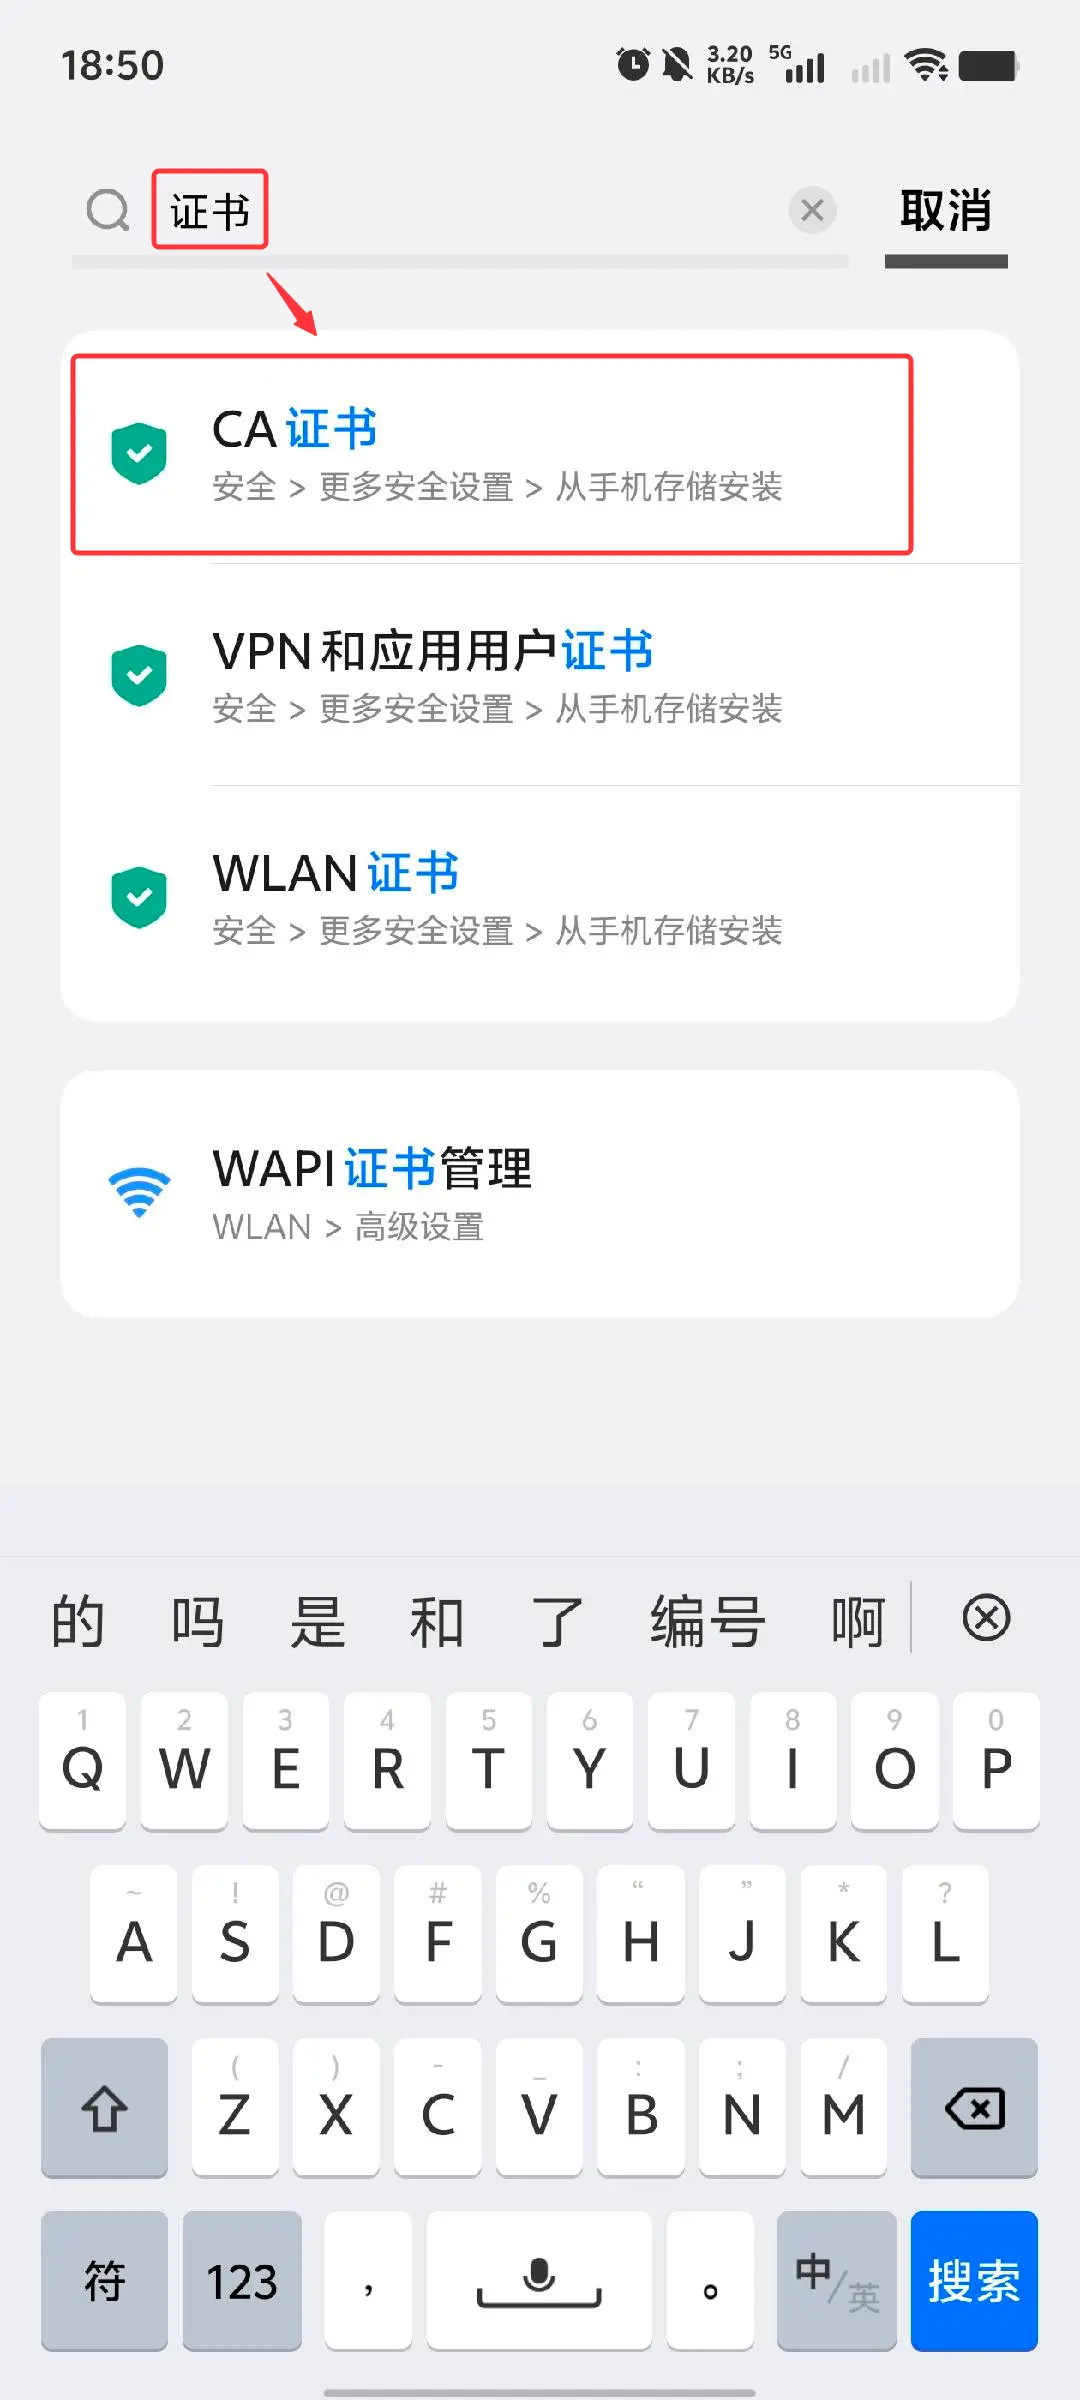 18:50
3.20 KB/s 5G
证书
取消
CA 证书
安全 > 更多安全设置 > 从手机存储安装
VPN 和应用用户证书
安全 > 更多安全设置 > 从手机存储安装
WLAN 证书
安全 > 更多安全设置 > 从手机存储安装
WAPI 证书管理
WLAN > 高级设置
的 吗 是 和 了 编号 啊
1 2 3 4 5 6 7 8 9 0
Q W E R T Y U I O P
~ ! @ # % “ ” * ?
A S D F G H J K L
( ) - _ : ; /
Z X C V B N M
符 123 ， 。 中/英 搜索